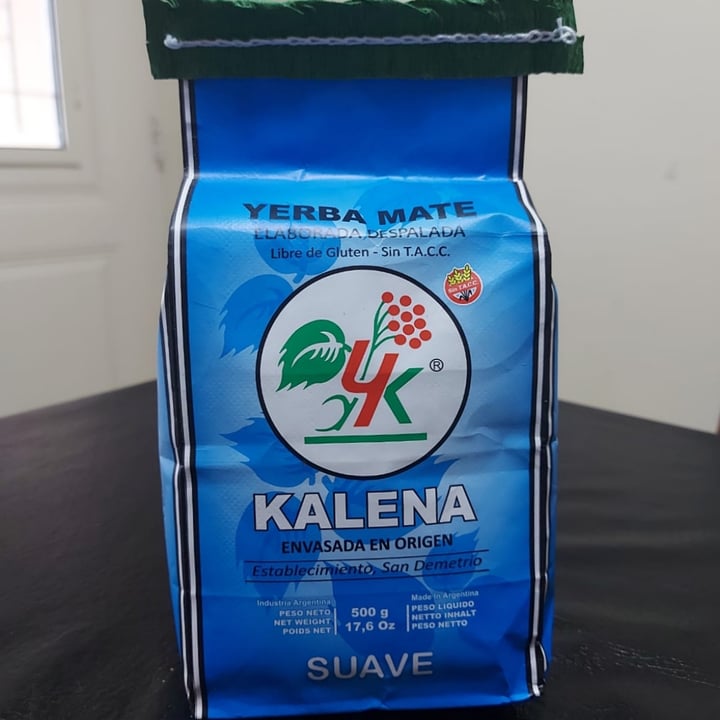 YERBA MATE
ELABORADA, DESPALADA
Libre de Gluten - Sin T.A.C.C.
Sin T.A.C.C.
YK ®
KALENA
ENVASADA EN ORIGEN
Establecimiento, San Demetrio
Industria Argentina
PESO NETO
NET WEIGHT
POIDS NET
500 g
17,6 Oz
Made in Argentina
PESO LIQUIDO
NETTO INHALT
PESO NETTO
SUAVE